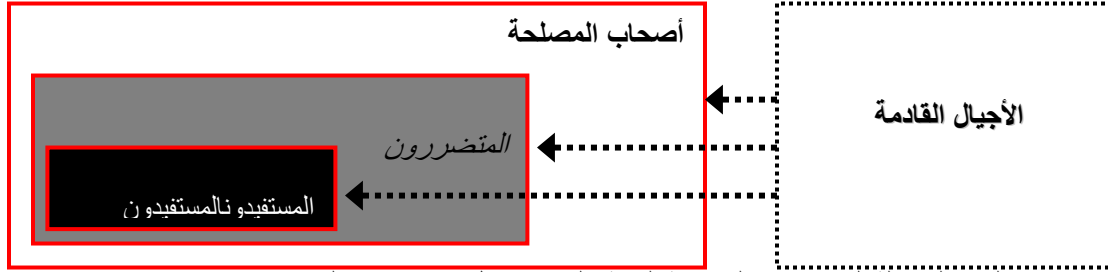 أصحاب المصلحة
الأجيال القادمة
المتضررون
المستفيدو نالمستفيدو ن